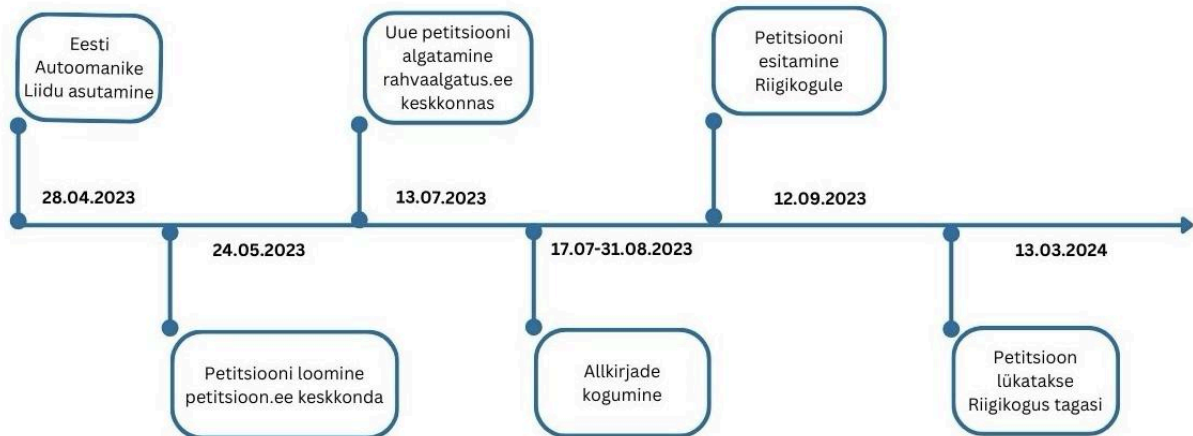 Eesti
Autoomanike
Liidu asutamine
28.04.2023
24.05.2023
Petitsiooni loomine
petitsioon.ee keskkonda
Uue petitsiooni
algatamine
rahvaalgatus.ee
keskkonnas
13.07.2023
17.07-31.08.2023
Allkirjade
kogumine
Petitsiooni
esitamine
Riigikogule
12.09.2023
13.03.2024
Petitsioon
lükatakse
Riigikogus tagasi